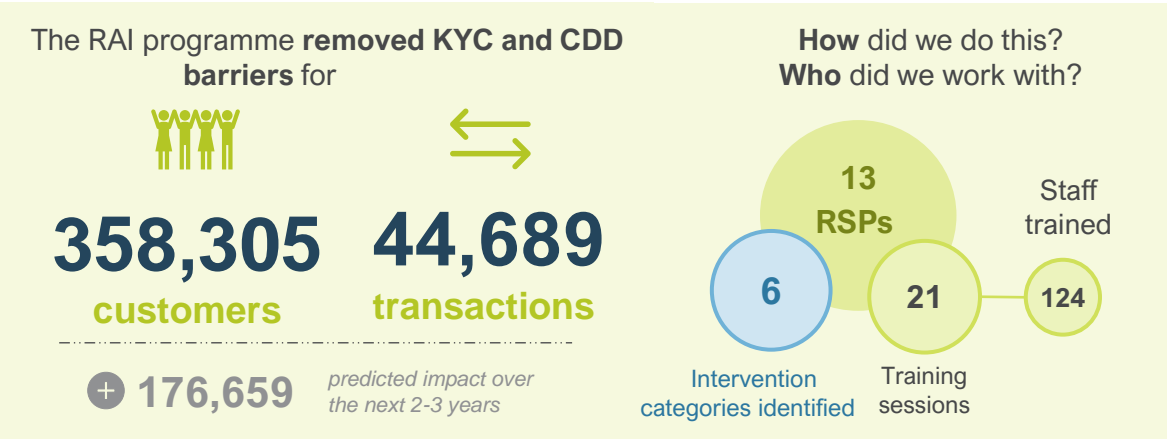 The RAI programme removed KYC and CDD
barriers for
358,305
customers
44,689
transactions
+ 176,659
predicted impact over
the next 2-3 years
How did we do this?
Who did we work with?
13
RSPs
6
Intervention
categories identified
21
Training
sessions
Staff
trained
124